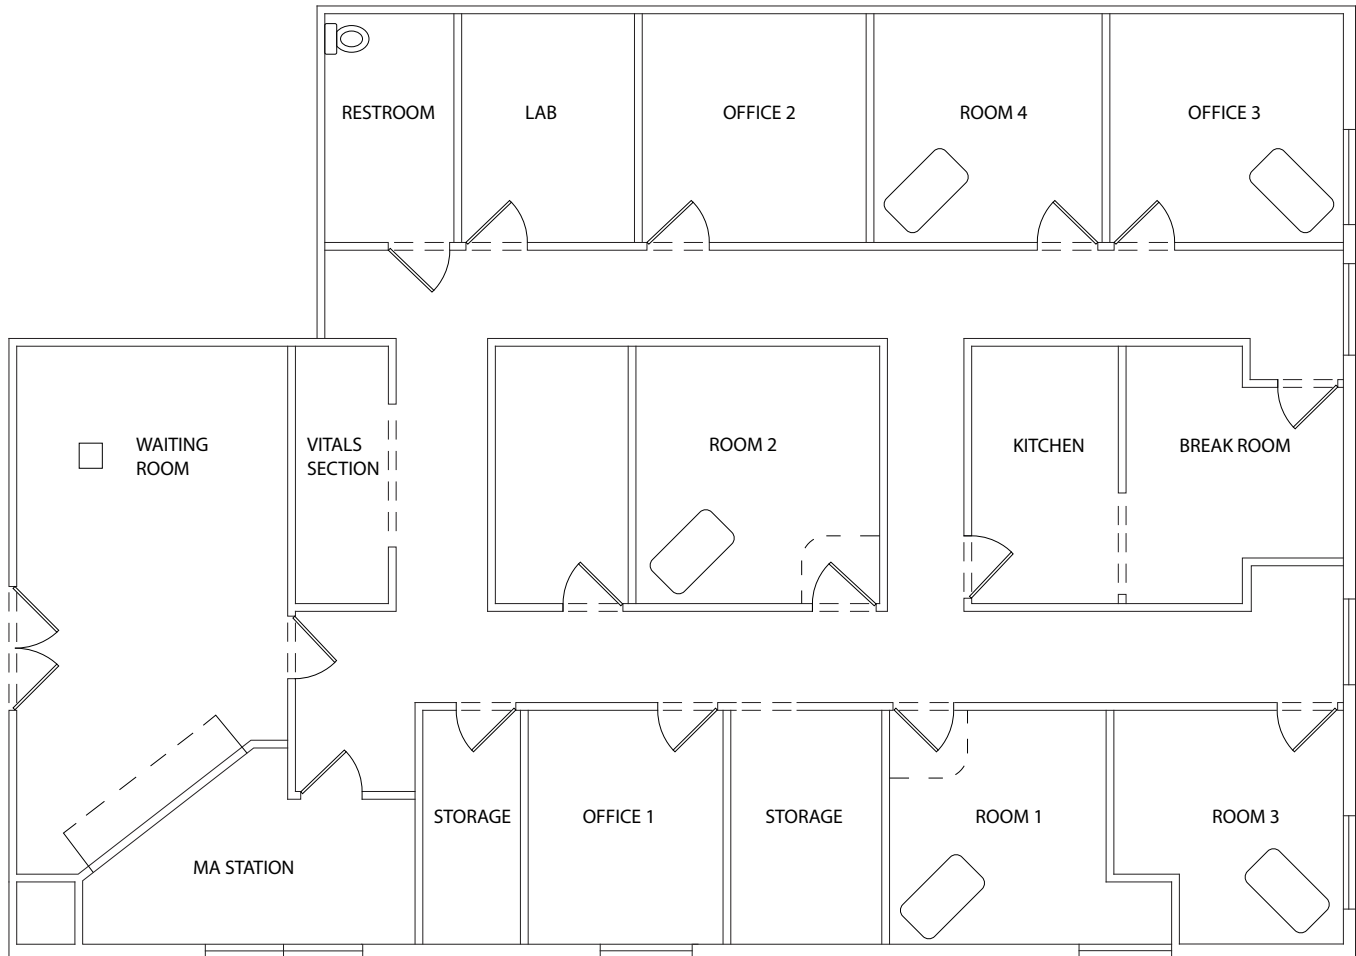 RESTROOM
LAB
OFFICE 2
ROOM 4
OFFICE 3
WAITING
ROOM
VITALS
SECTION
ROOM 2
KITCHEN
BREAK ROOM
STORAGE
OFFICE 1
STORAGE
ROOM 1
ROOM 3
MA STATION